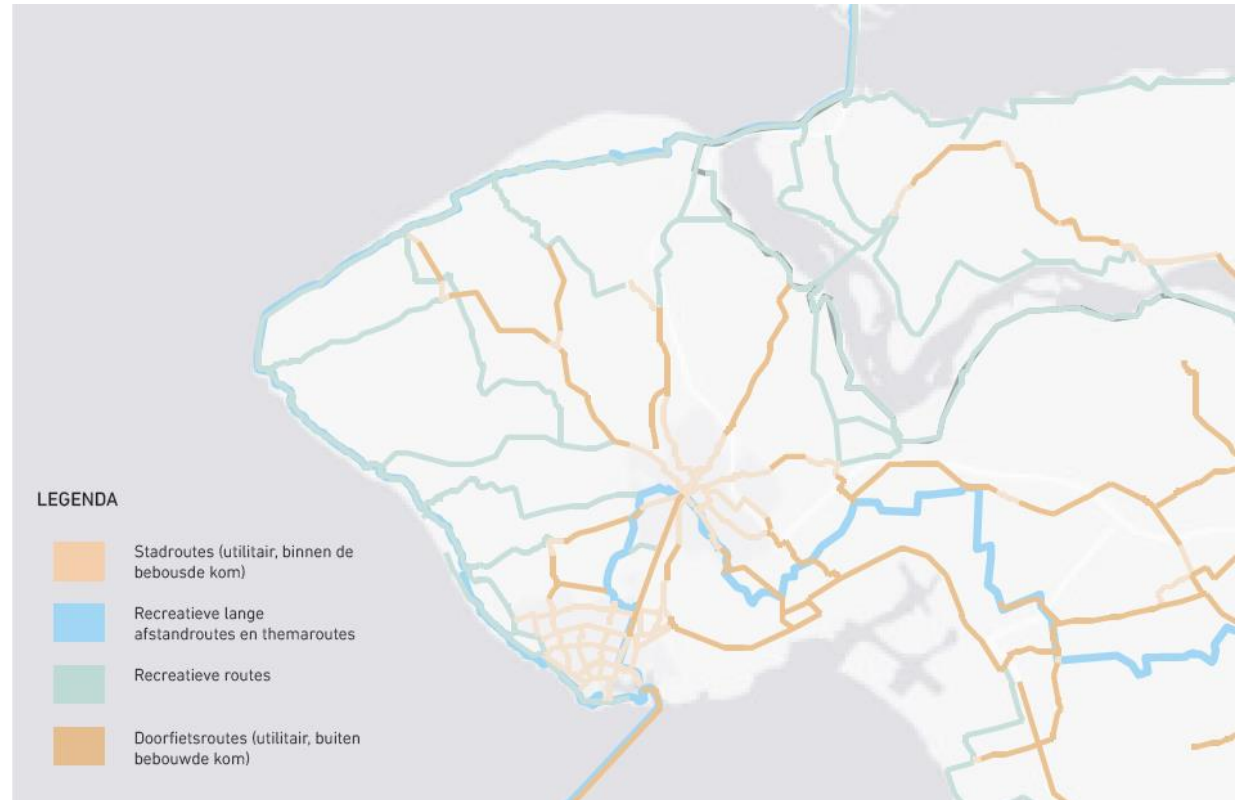 LEGENDA
Stadroutes (utilitair, binnen de
bebousde kom)
Recreatieve lange
afstandroutes en themaroutes
Recreatieve routes
Doorfietsroutes (utilitair, buiten
bebouwde kom)